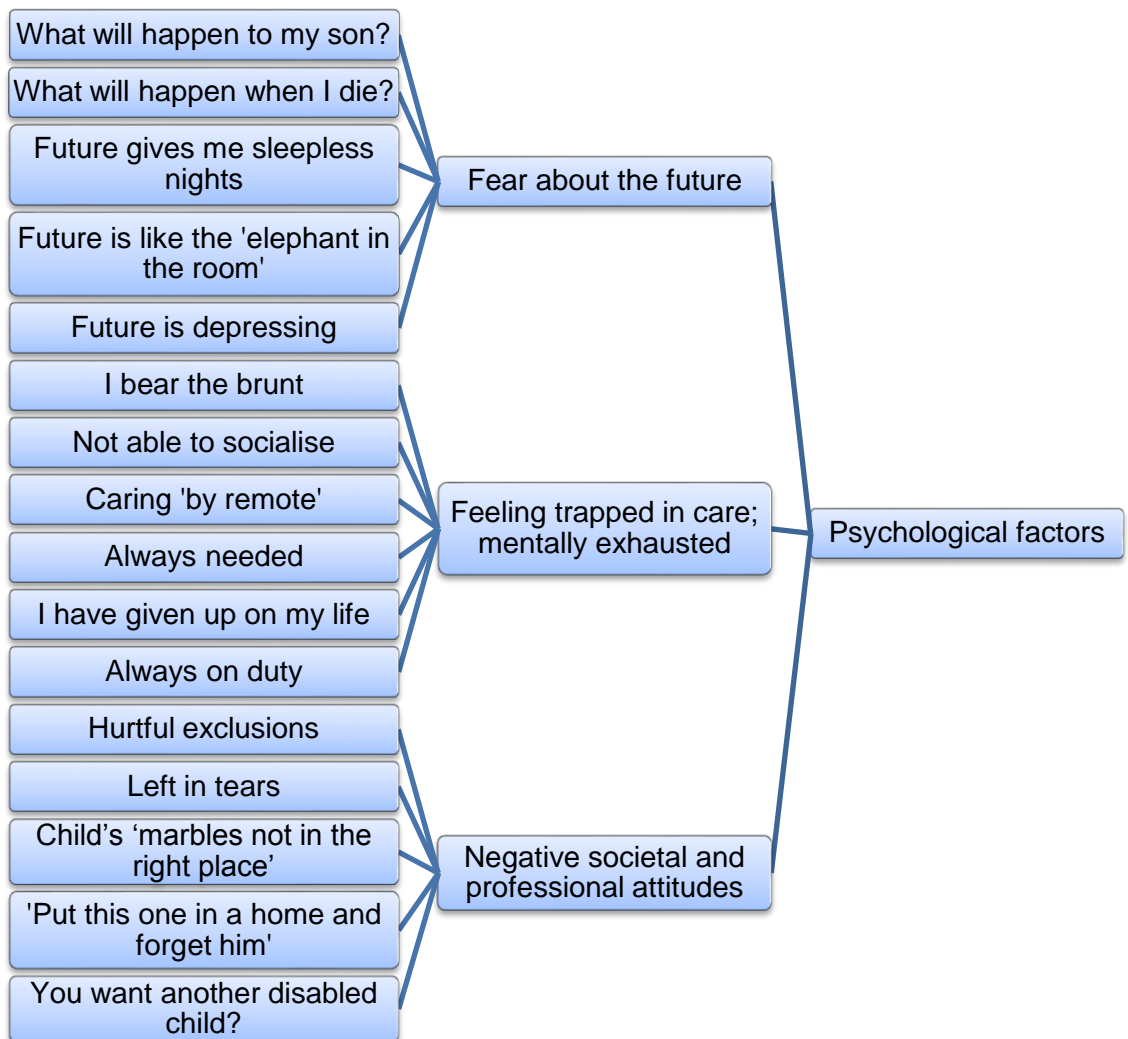 What will happen to my son?
What will happen when I die?
Future gives me sleepless
nights
Future is like the 'elephant in
the room'
Future is depressing
Fear about the future
I bear the brunt
Not able to socialise
Caring 'by remote'
Always needed
I have given up on my life
Always on duty
Feeling trapped in care;
mentally exhausted
Hurtful exclusions
Left in tears
Child’s ‘marbles not in the
right place’
'Put this one in a home and
forget him'
You want another disabled
child?
Negative societal and
professional attitudes
Psychological factors